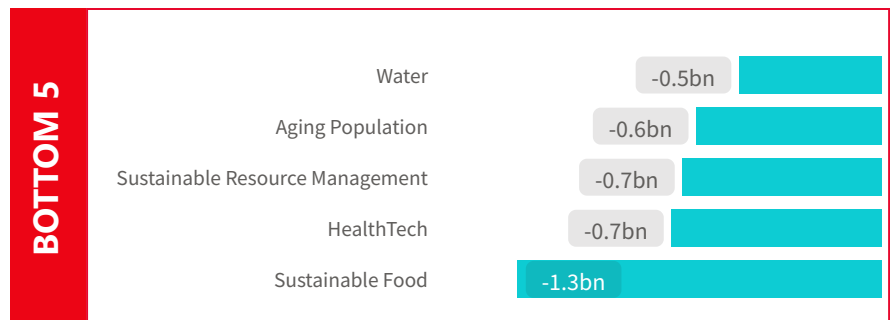 BOTTOM 5
Water -0.5bn
Aging Population -0.6bn
Sustainable Resource Management -0.7bn
HealthTech -0.7bn
Sustainable Food -1.3bn